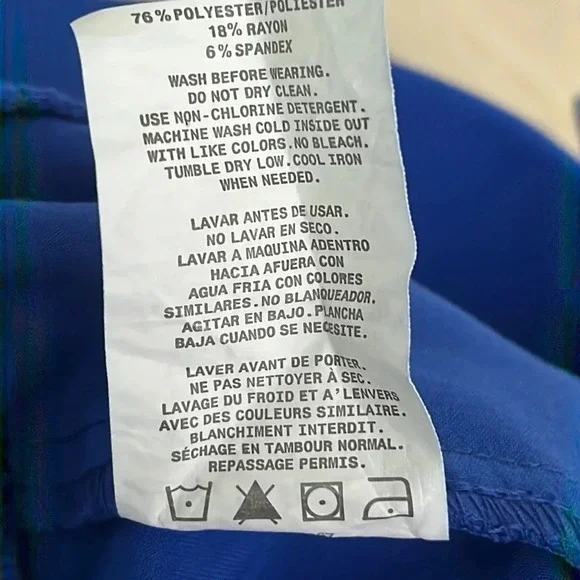 76% POLYESTER/POLIESTER
18% RAYON
6% SPANDEX
WASH BEFORE WEARING.
DO NOT DRY CLEAN.
USE NON-CHLORINE DETERGENT.
MACHINE WASH COLD INSIDE OUT
WITH LIKE COLORS.NO BLEACH.
TUMBLE DRY LOW.COOL IRON
WHEN NEEDED.
LAVAR ANTES DE USAR.
NO LAVAR EN SECO.
LAVAR A MAQUINA ADENTRO
HACIA AFUERA CON
AGUA FRIA CON COLORES
SIMILARES.NO BLANQUEADOR.
AGITAR EN BAJO.PLANCHA
BAJA CUANDO SE NECESITE.
LAVER AVANT DE PORTER.
NE PAS NETTOYER À SEC.
LAVAGE DU FROID ET A'LENVERS
AVEC DES COULEURS SIMILAIRE.
BLANCHIMENT INTERDIT.
SÉCHAGE EN TAMBOUR NORMAL.
REPASSAGE PERMIS.